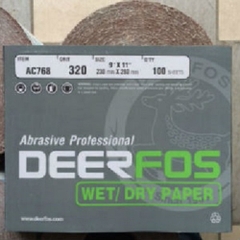 ITEM GRIT SIZE Q'TY
AC768 320 9" X 11" 100 SHEETS
230 mm X 280 mm
Abrasive Professional
DEERFOS
WET/ DRY PAPER
www.deerfos.com